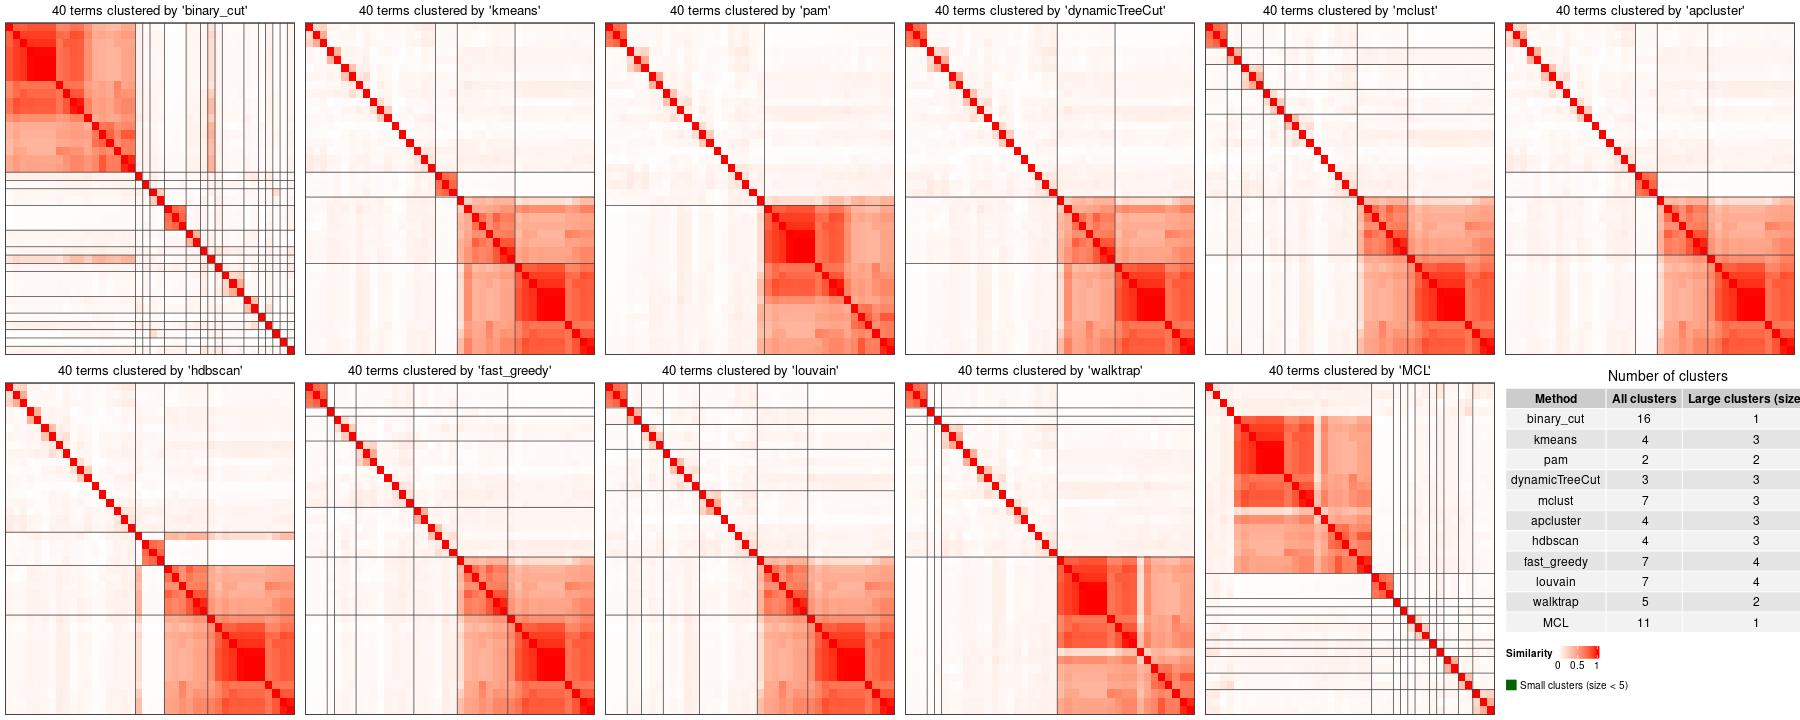 40 terms clustered by 'binary_cut'
40 terms clustered by 'kmeans'
40 terms clustered by 'pam'
40 terms clustered by 'dynamicTreeCut'
40 terms clustered by 'mclust'
40 terms clustered by 'apcluster'
40 terms clustered by 'hdbscan'
40 terms clustered by 'fast_greedy'
40 terms clustered by 'louvain'
40 terms clustered by 'walktrap'
40 terms clustered by 'MCL'
Number of clusters
Method All clusters Large clusters (size
binary_cut 16 1
kmeans 4 3
pam 2 2
dynamicTreeCut 3 3
mclust 7 3
apcluster 4 3
hdbscan 4 3
fast_greedy 7 4
louvain 7 4
walktrap 5 2
MCL 11 1
Similarity
0 0.5 1
Small clusters (size < 5)